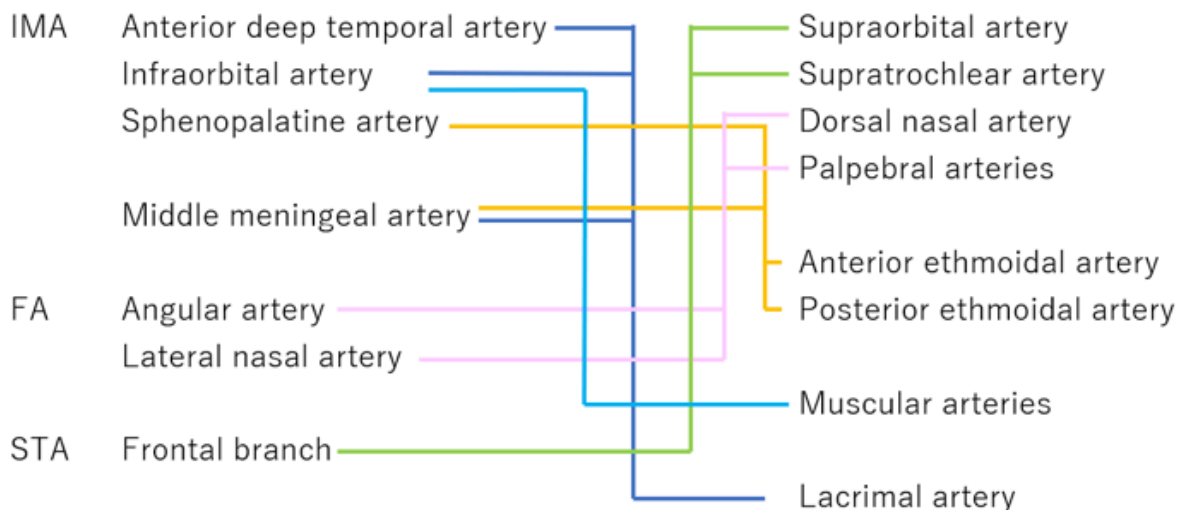 IMA Anterior deep temporal artery
Infraorbital artery
Sphenopalatine artery
Middle meningeal artery
FA Angular artery
Lateral nasal artery
STA Frontal branch
Supraorbital artery
Supratrochlear artery
Dorsal nasal artery
Palpebral arteries
Anterior ethmoidal artery
Posterior ethmoidal artery
Muscular arteries
Lacrimal artery